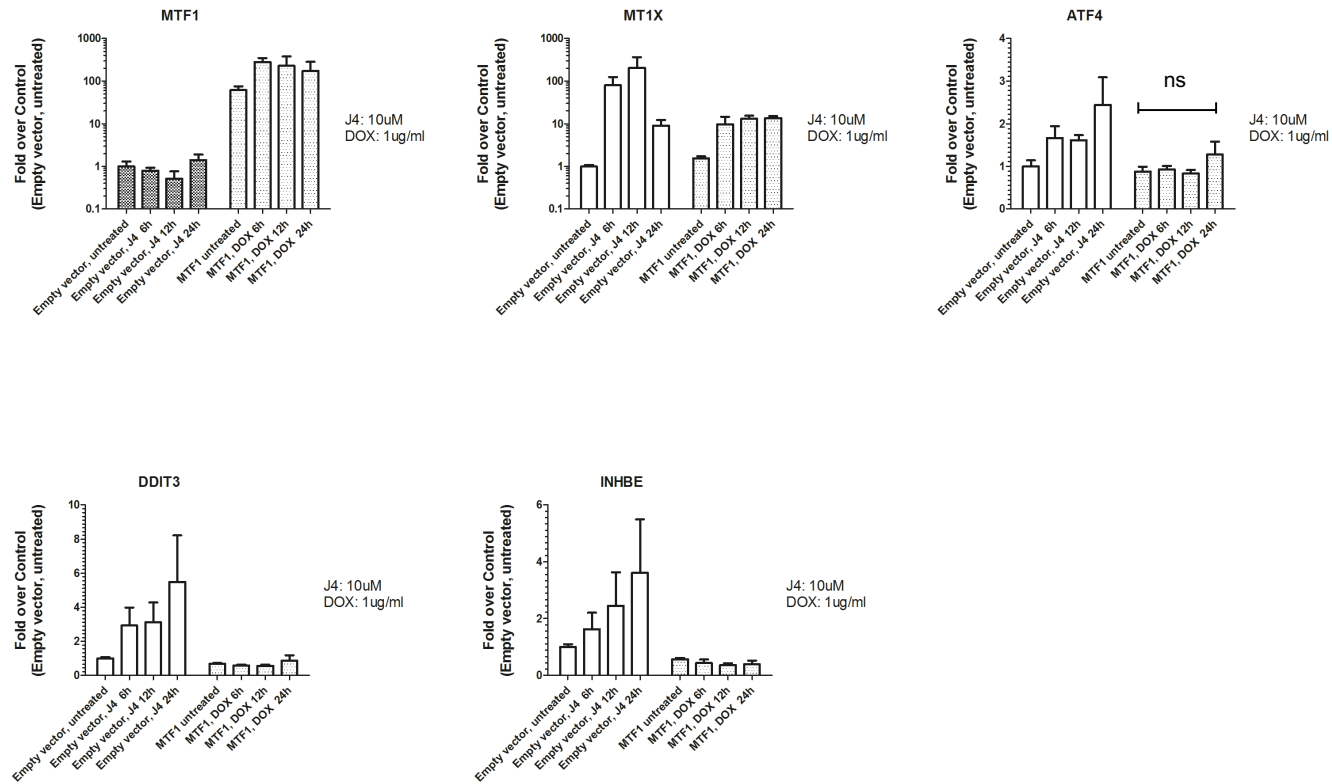 MTF1
Fold over Control
(Empty vector, untreated)
1000
100
10
1
0.1
Empty vector, untreated
Empty vector, J4 6h
Empty vector, J4 12h
Empty vector, J4 24h
MTF1 untreated
MTF1, DOX 6h
MTF1, DOX 12h
MTF1, DOX 24h
J4: 10uM
DOX: 1ug/ml
MT1X
Fold over Control
(Empty vector, untreated)
1000
100
10
1
0.1
Empty vector, untreated
Empty vector, J4 6h
Empty vector, J4 12h
Empty vector, J4 24h
MTF1 untreated
MTF1, DOX 6h
MTF1, DOX 12h
MTF1, DOX 24h
J4: 10uM
DOX: 1ug/ml
ATF4
Fold over Control
(Empty vector, untreated)
4
3
2
1
0
ns
Empty vector, untreated
Empty vector, J4 6h
Empty vector, J4 12h
Empty vector, J4 24h
MTF1 untreated
MTF1, DOX 6h
MTF1, DOX 12h
MTF1, DOX 24h
J4: 10uM
DOX: 1ug/ml
DDIT3
Fold over Control
(Empty vector, untreated)
10
8
6
4
2
0
Empty vector, untreated
Empty vector, J4 6h
Empty vector, J4 12h
Empty vector, J4 24h
MTF1 untreated
MTF1, DOX 6h
MTF1, DOX 12h
MTF1, DOX 24h
J4: 10uM
DOX: 1ug/ml
INHBE
Fold over Control
(Empty vector, untreated)
6
4
2
0
Empty vector, untreated
Empty vector, J4 6h
Empty vector, J4 12h
Empty vector, J4 24h
MTF1 untreated
MTF1, DOX 6h
MTF1, DOX 12h
MTF1, DOX 24h
J4: 10uM
DOX: 1ug/ml